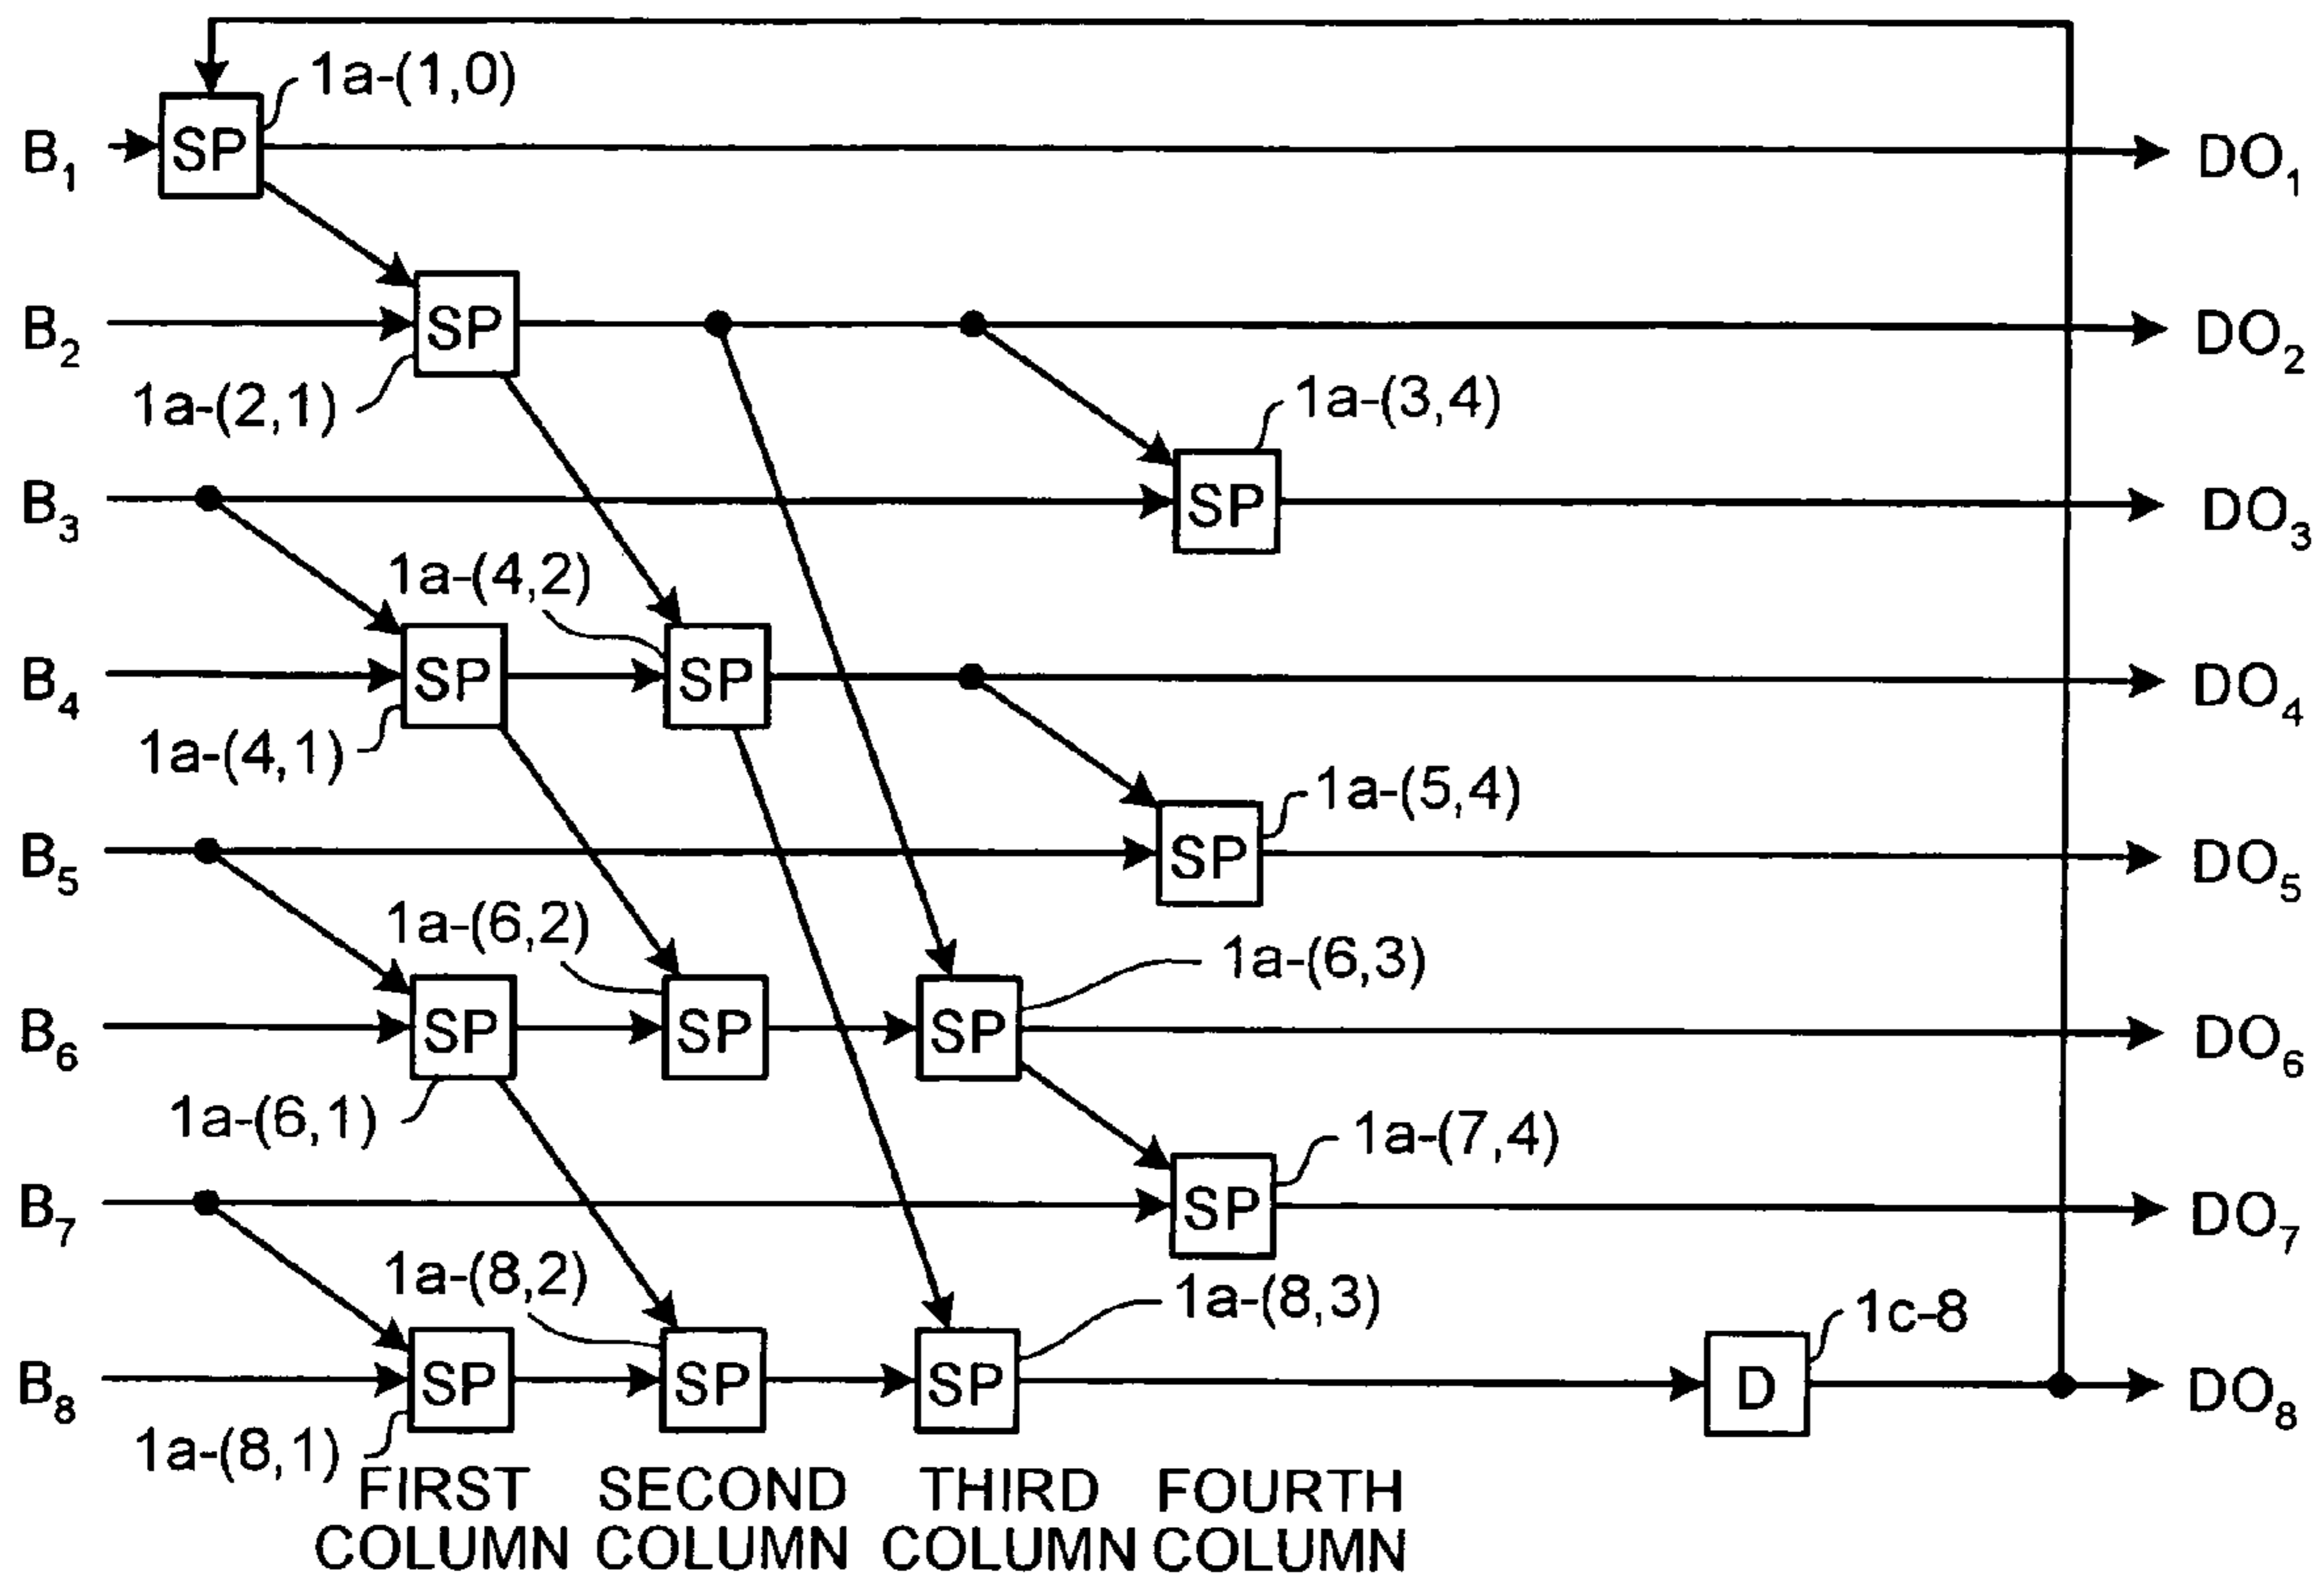 1a-(1,0)
B1 SP DO1
B2 SP DO2
1a-(2,1) 1a-(3,4)
B3 SP DO3
1a-(4,2)
B4 SP SP DO4
1a-(4,1) 1a-(5,4)
B5 SP DO5
1a-(6,2) 1a-(6,3)
B6 SP SP SP DO6
1a-(6,1) 1a-(7,4)
B7 SP DO7
1a-(8,2) 1a-(8,3) 1c-8
B8 SP SP SP D DO8
1a-(8,1)
FIRST SECOND THIRD FOURTH
COLUMN COLUMN COLUMN COLUMN